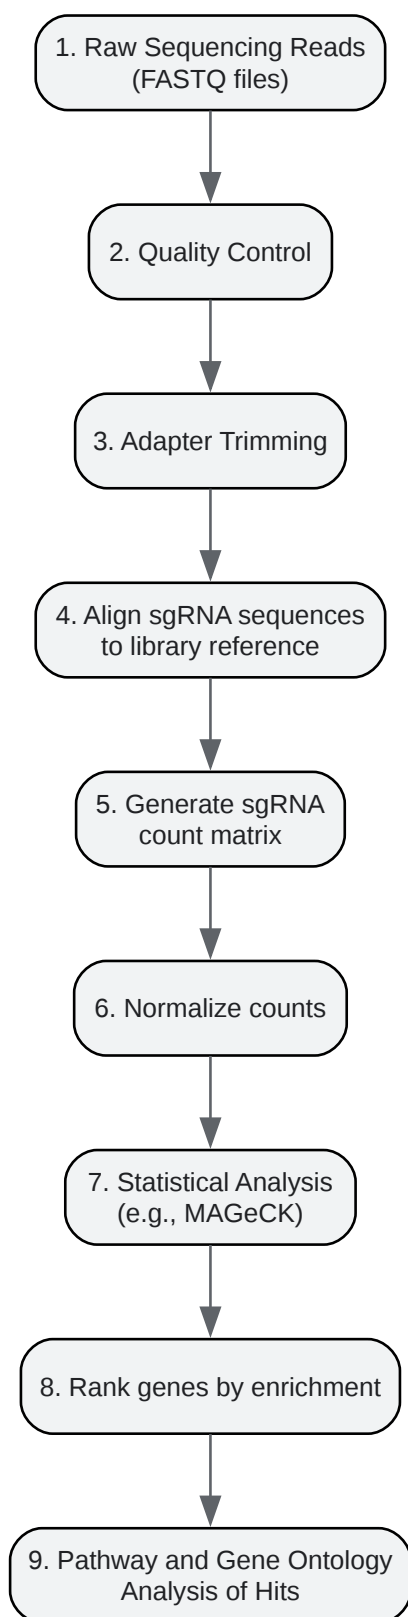 1. Raw Sequencing Reads
(FASTQ files)
2. Quality Control
3. Adapter Trimming
4. Align sgRNA sequences
to library reference
5. Generate sgRNA
count matrix
6. Normalize counts
7. Statistical Analysis
(e.g., MAGeCK)
8. Rank genes by enrichment
9. Pathway and Gene Ontology
Analysis of Hits